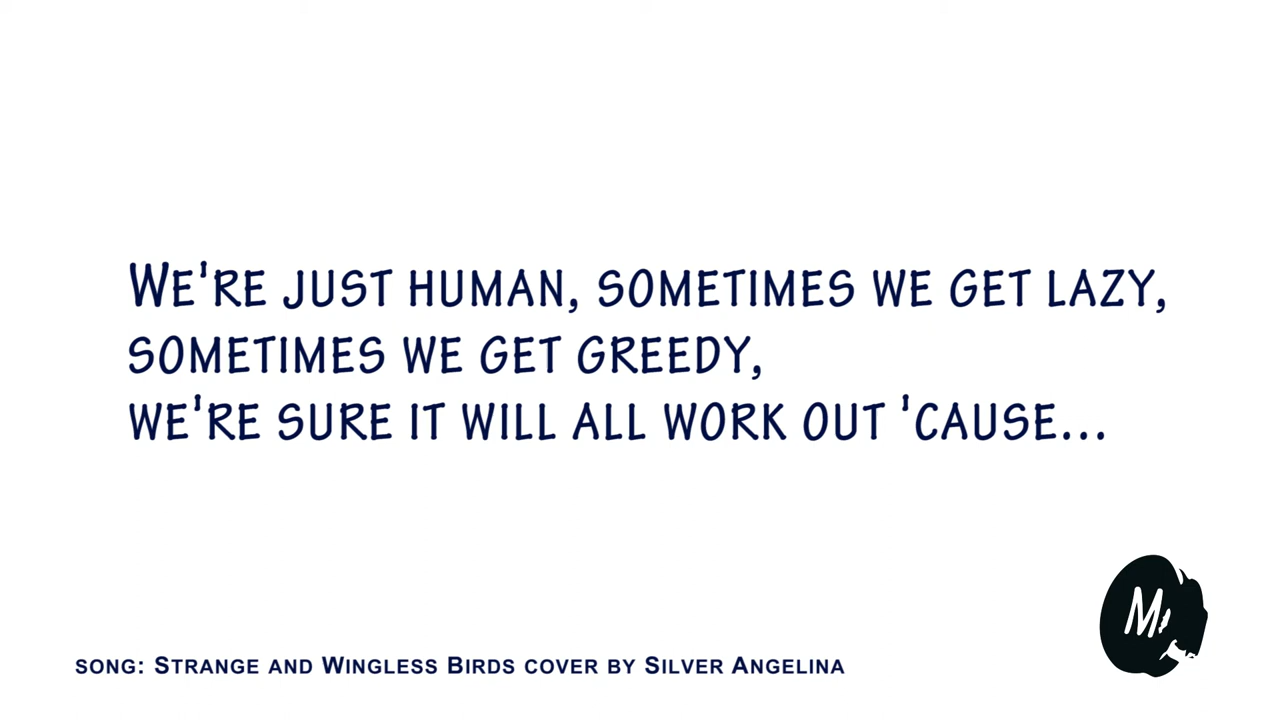 We're just human, sometimes we get lazy,
sometimes we get greedy,
we're sure it will all work out 'cause...
M
song: Strange and Wingless Birds cover by Silver Angelina